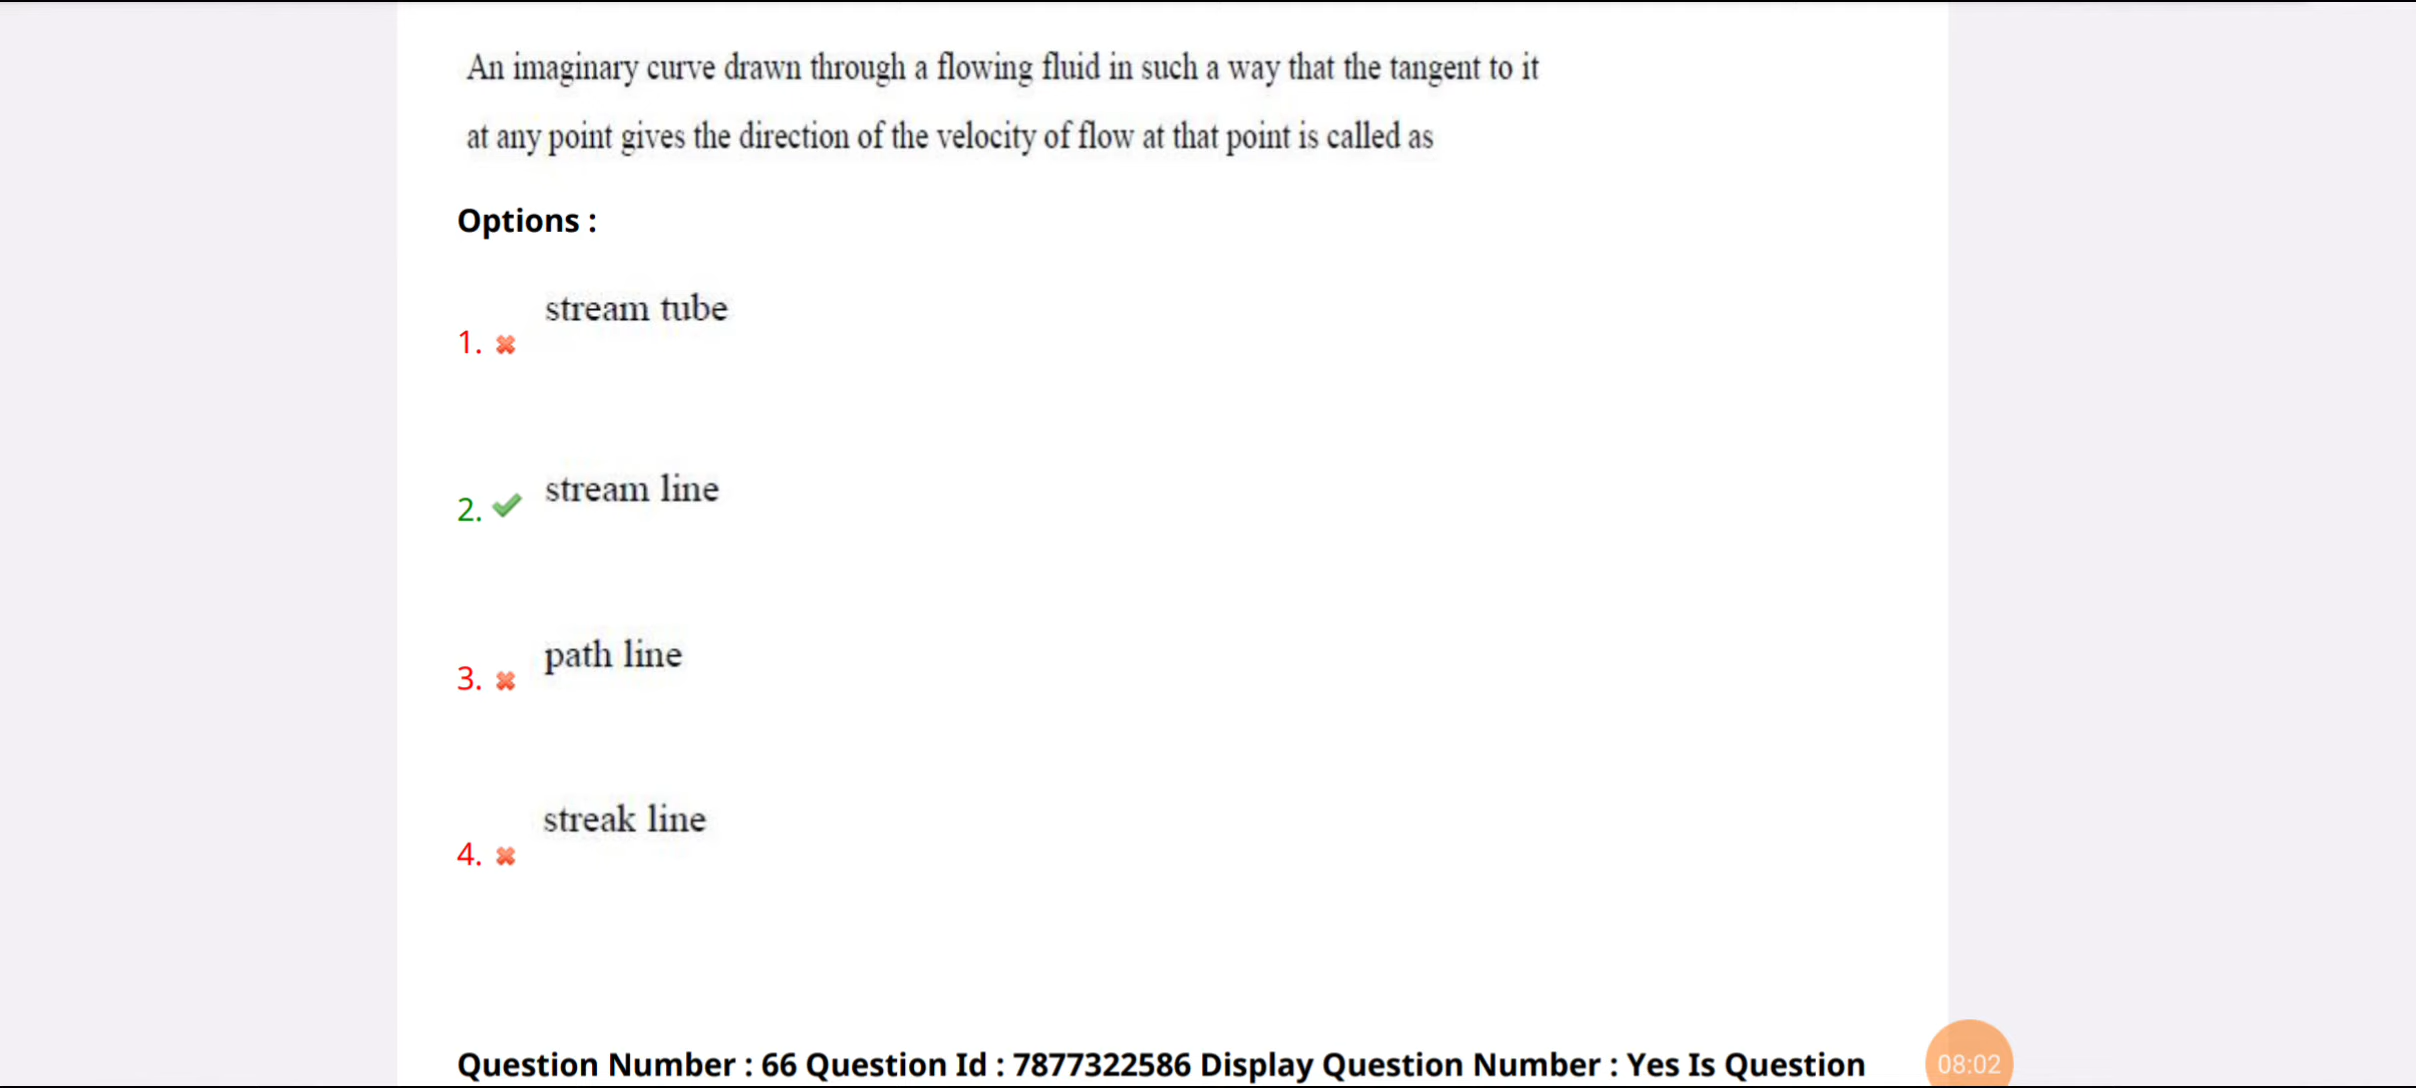 An imaginary curve drawn through a flowing fluid in such a way that the tangent to it
at any point gives the direction of the velocity of flow at that point is called as
Options :
stream tube
1.
stream line
2.
path line
3.
streak line
4.
Question Number : 66 Question Id : 7877322586 Display Question Number : Yes Is Question
08:02